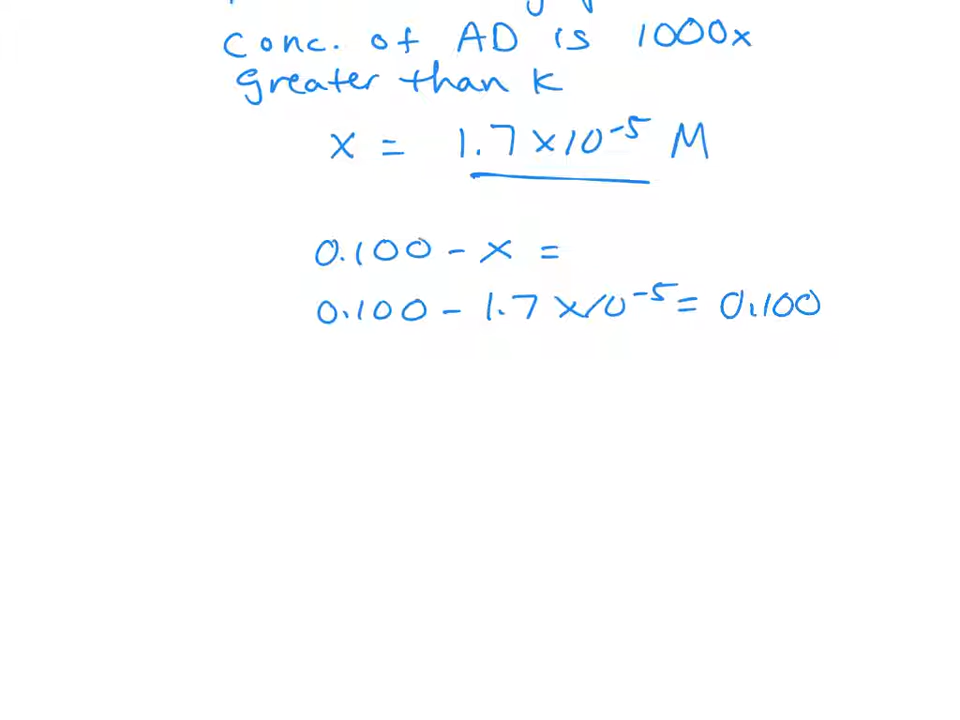 conc. of AD is 1000x
greater than k
x = 1.7 x 10⁻⁵ M
0.100 - x =
0.100 - 1.7 x 10⁻⁵ = 0.100